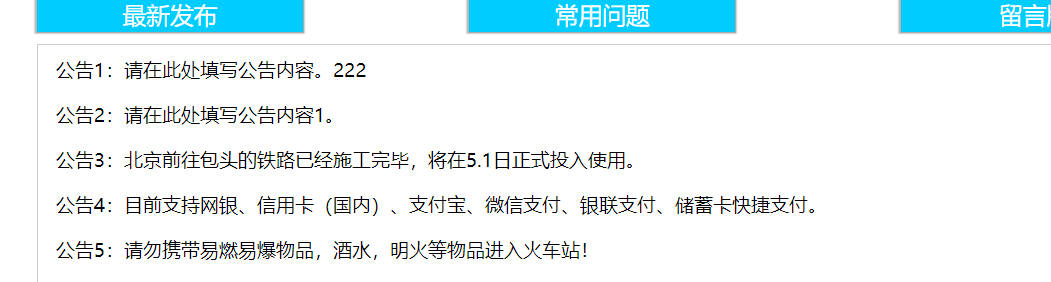 最新发布
常用问题
留言
公告1：请在此处填写公告内容。222
公告2：请在此处填写公告内容1。
公告3：北京前往包头的铁路已经施工完毕，将在5.1日正式投入使用。
公告4：目前支持网银、信用卡（国内）、支付宝、微信支付、银联支付、储蓄卡快捷支付。
公告5：请勿携带易燃易爆物品，酒水，明火等物品进入火车站！